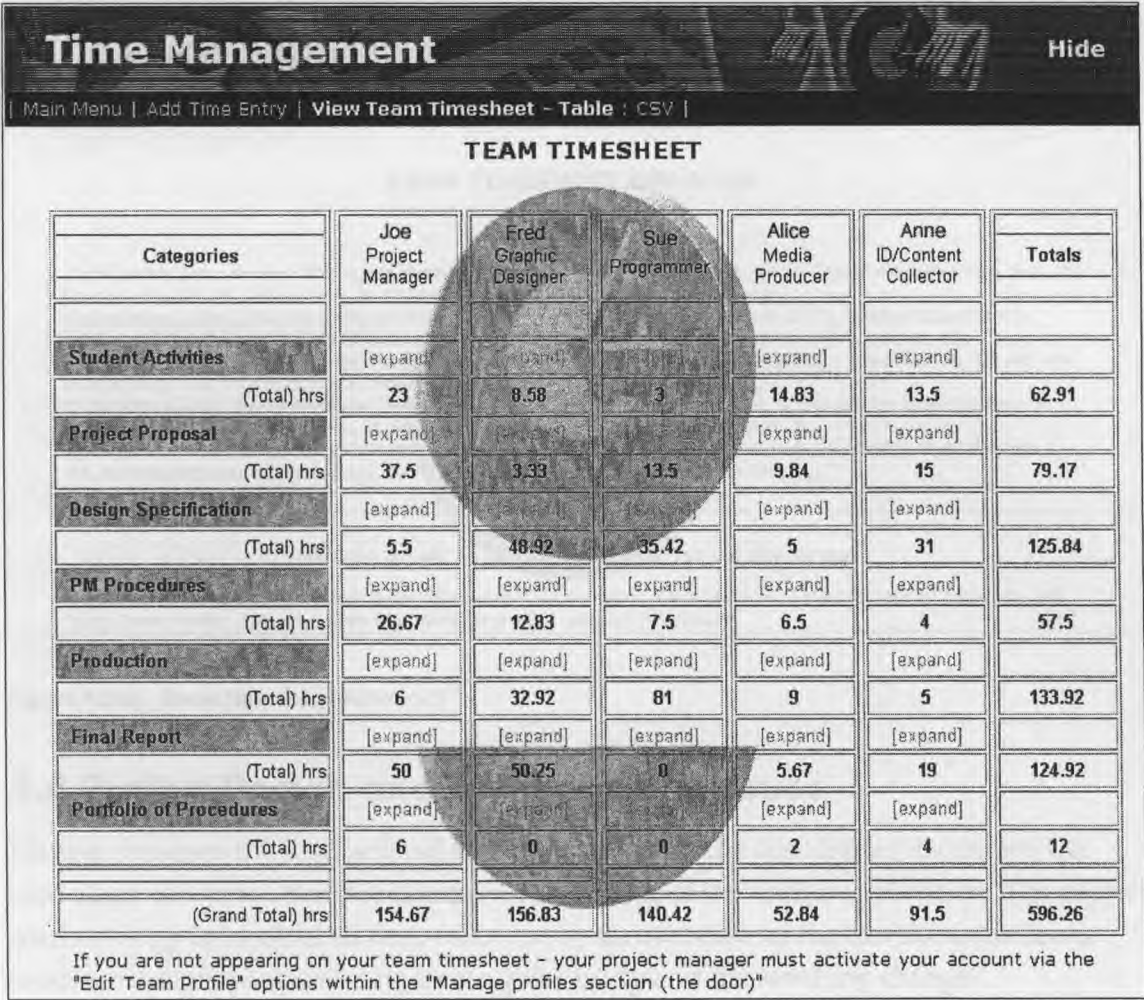 Time Management
Hide
| Main Menu | Add Time Entry | View Team Timesheet - Table : CSV |
TEAM TIMESHEET
Categories Joe Project Manager Fred Graphic Designer Sue Programmer Alice Media Producer Anne ID/Content Collector Totals
Student Activities [expand] [expand] [expand] [expand] [expand]
(Total) hrs 23 8.58 3 14.83 13.5 62.91
Project Proposal [expand] [expand] [expand]
(Total) hrs 37.5 3.33 13.5 9.84 15 79.17
Design Specification [expand] [expand] [expand] [expand] [expand]
(Total) hrs 5.5 48.92 35.42 5 31 125.84
PM Procedures [expand] [expand] [expand] [expand] [expand]
(Total) hrs 26.67 12.83 7.5 6.5 4 57.5
Production [expand] [expand] [expand] [expand] [expand]
(Total) hrs 6 32.92 81 9 5 133.92
Final Report [expand] [expand] [expand] [expand] [expand]
(Total) hrs 50 50.25 0 5.67 19 124.92
Portfolio of Procedures [expand] [expand] [expand] [expand] [expand]
(Total) hrs 6 0 0 2 4 12
(Grand Total) hrs 154.67 156.83 140.42 52.84 91.5 596.26
If you are not appearing on your team timesheet - your project manager must activate your account via the
"Edit Team Profile" options within the "Manage profiles section (the door)"